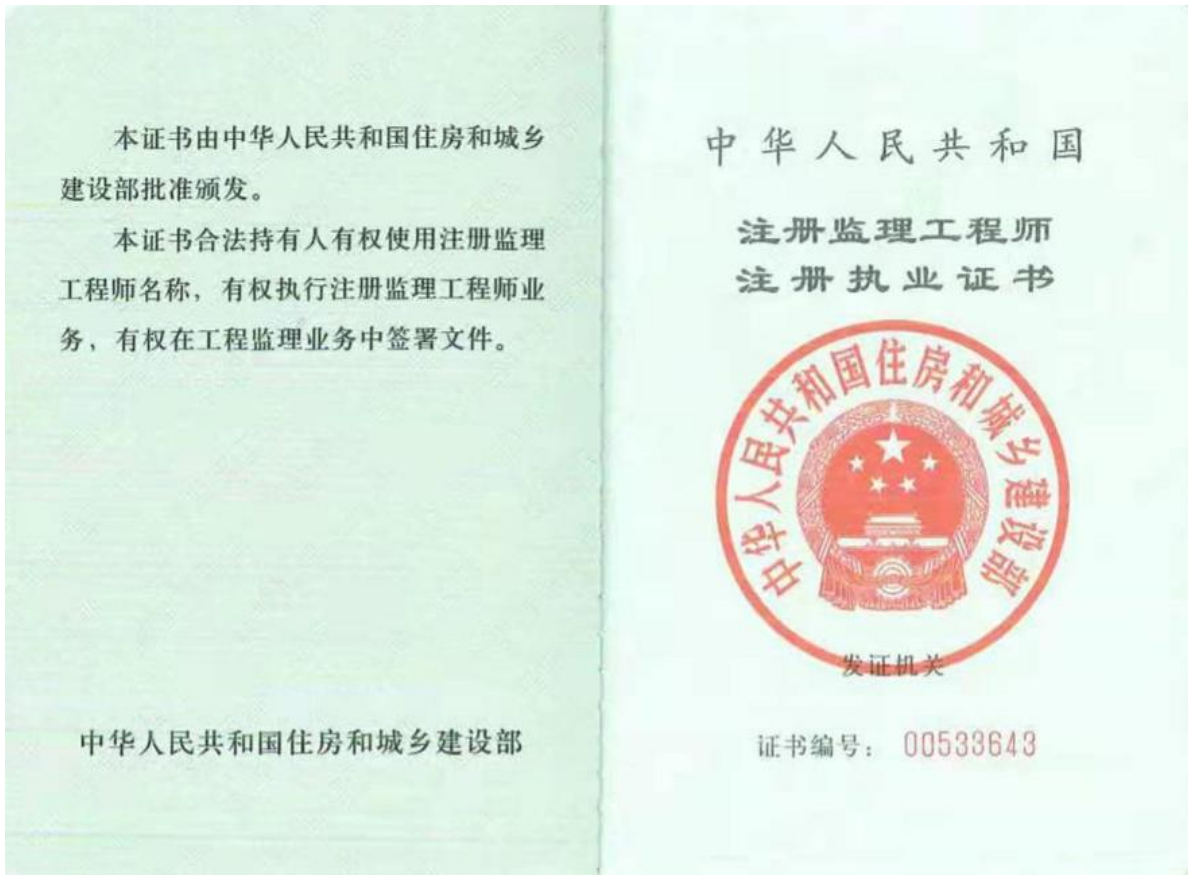 本证书由中华人民共和国住房和城乡
建设部批准颁发。
本证书合法持有人有权使用注册监理
工程师名称，有权执行注册监理工程师业
务，有权在工程监理业务中签署文件。
中华人民共和国住房和城乡建设部
中华人民共和国
注册监理工程师
注册执业证书
中华人民共和国住房和城乡建设部
发证机关
证书编号：00533643